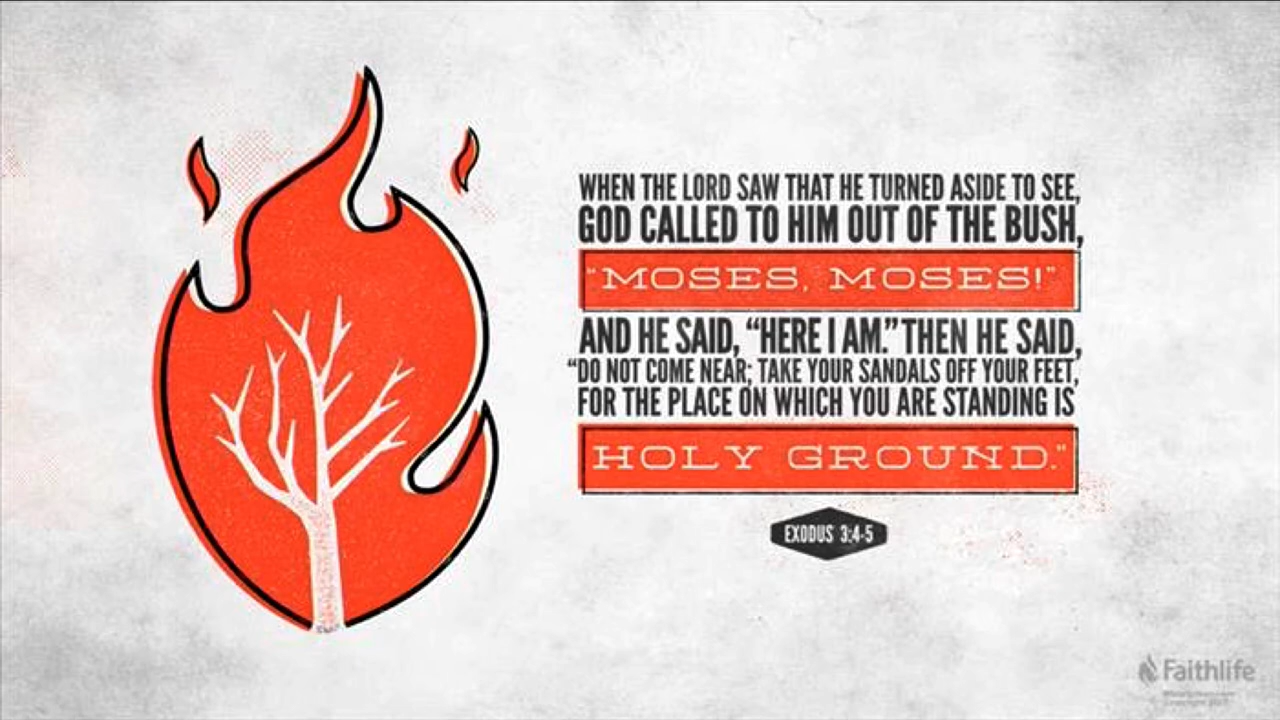 WHEN THE LORD SAW THAT HE TURNED ASIDE TO SEE,
GOD CALLED TO HIM OUT OF THE BUSH,
“MOSES, MOSES!”
AND HE SAID, “HERE I AM.” THEN HE SAID,
“DO NOT COME NEAR; TAKE YOUR SANDALS OFF YOUR FEET,
FOR THE PLACE ON WHICH YOU ARE STANDING IS
HOLY GROUND.”
EXODUS 3:4-5
Faithlife